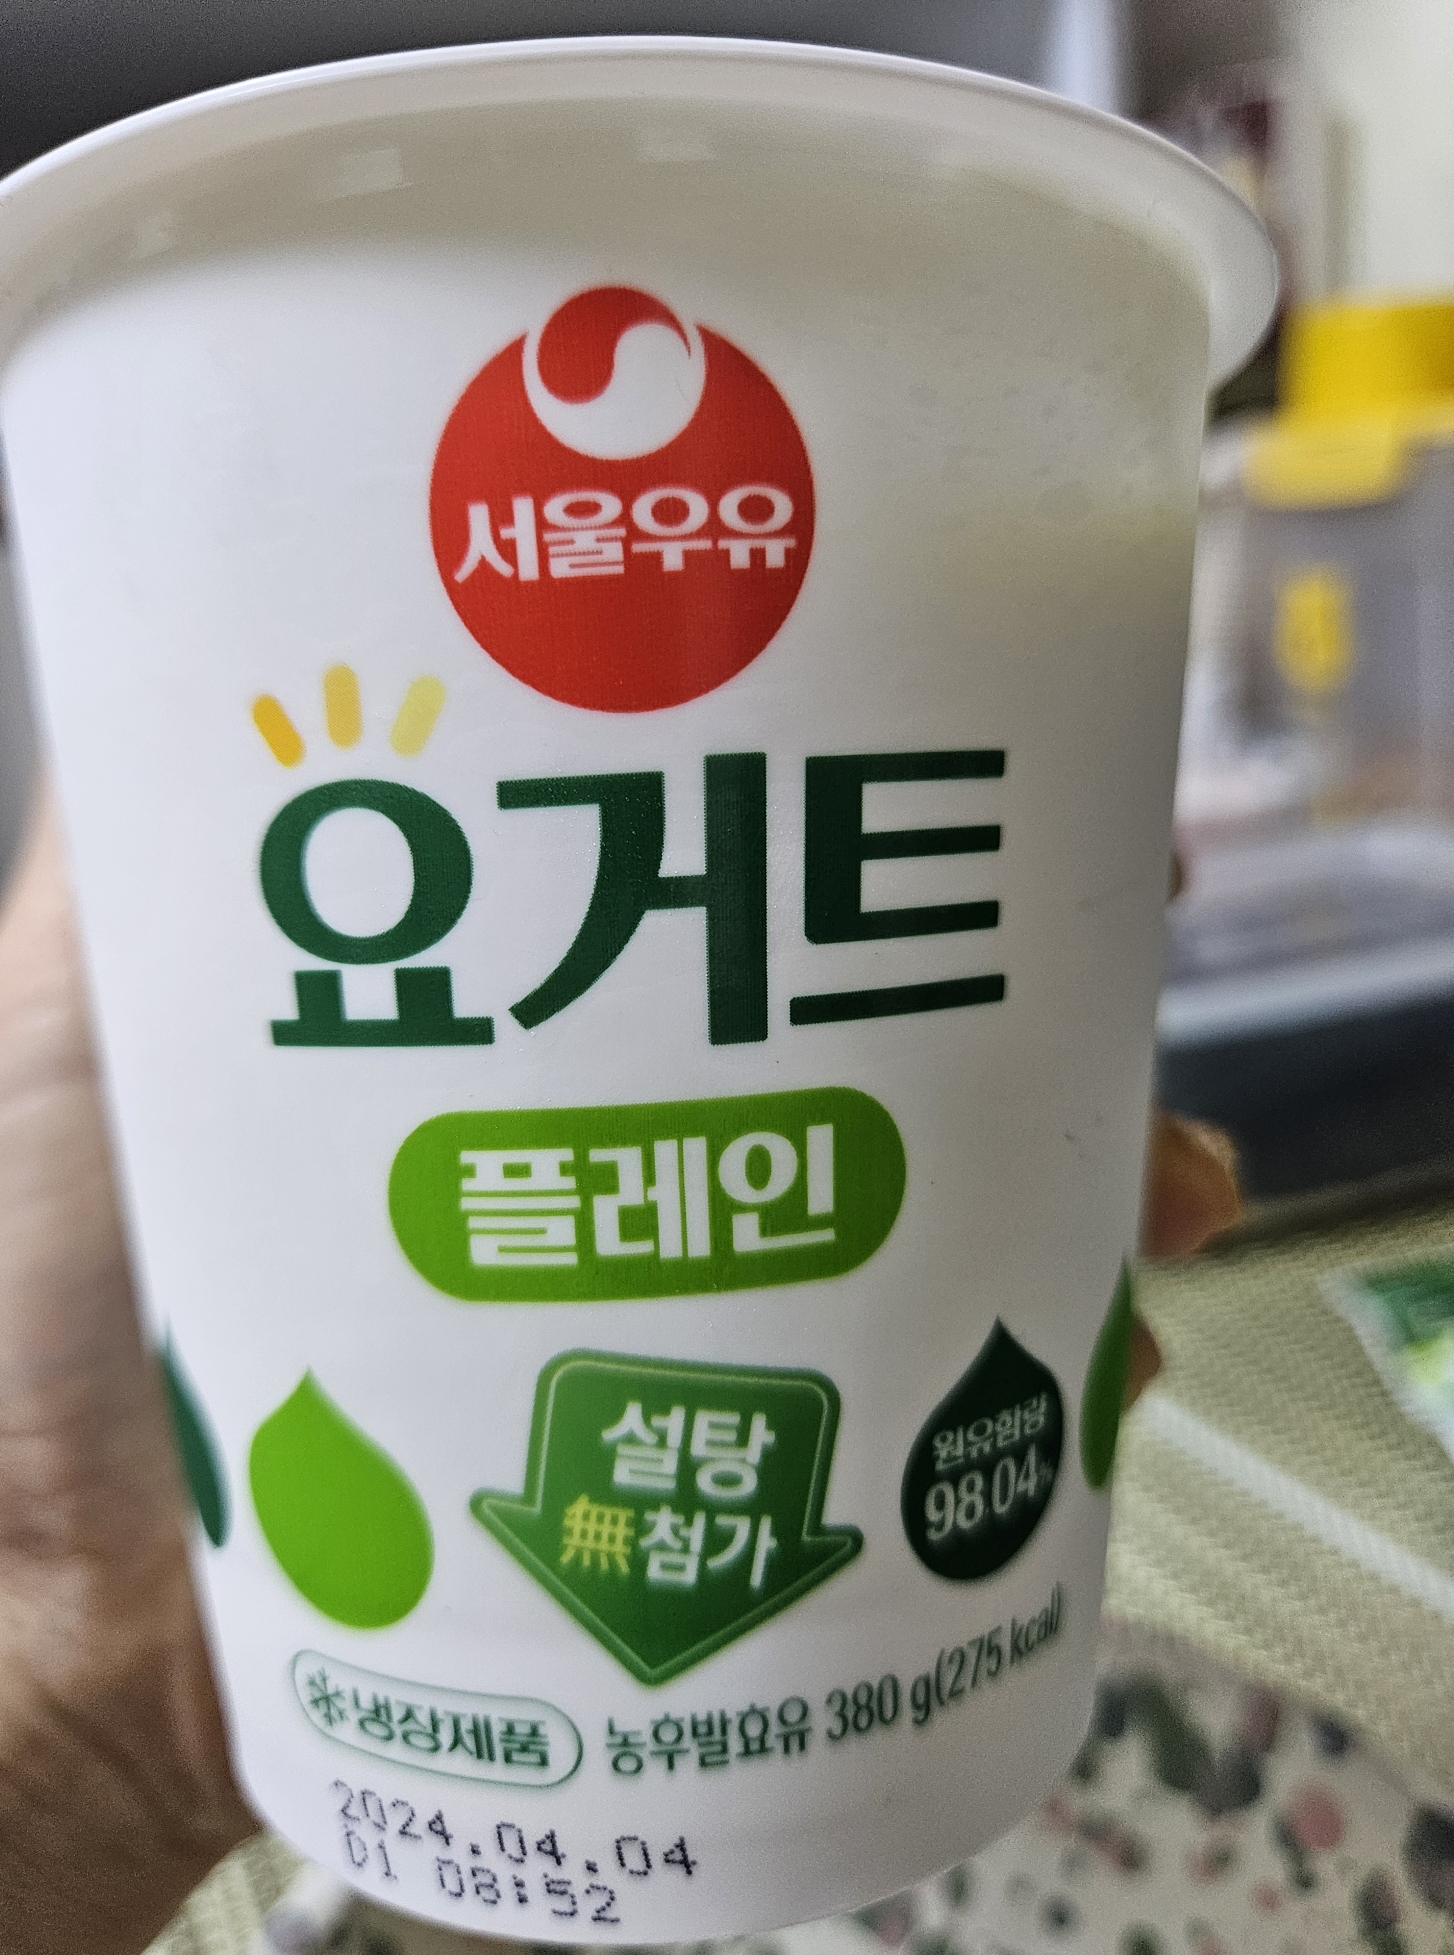 서울우유
요거트
플레인
설탕
無첨가
원유함량
98.04%
냉장제품
농후발효유 380 g(275 kcal)
2024.04.04
D1 08:52